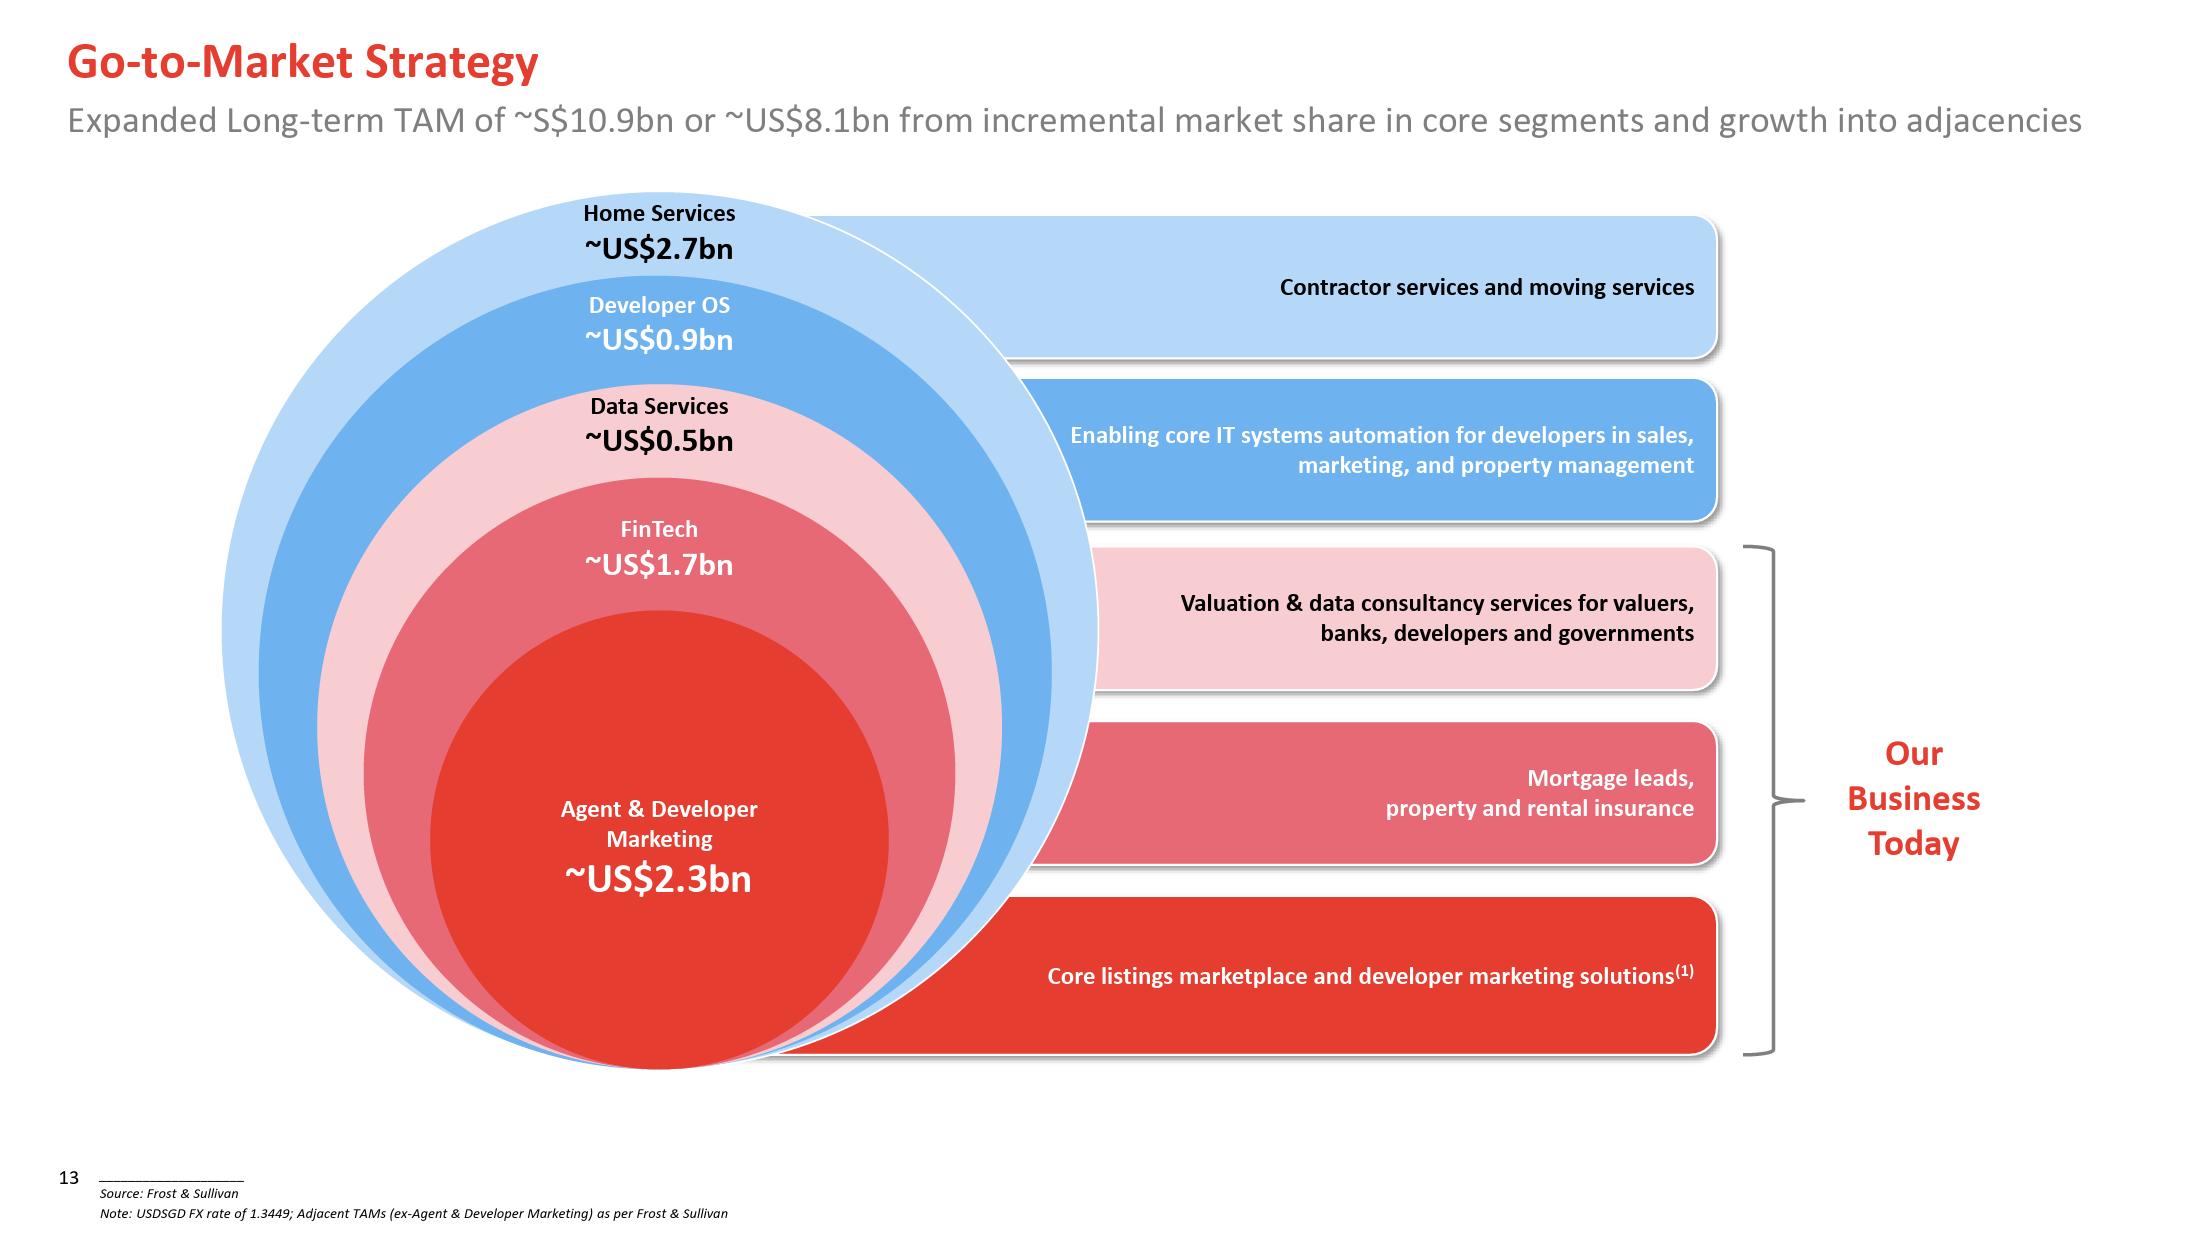 Go-to-Market Strategy
Expanded Long-term TAM of ~S$10.9bn or ~US$8.1bn from incremental market share in core segments and growth into adjacencies
Home Services
~US$2.7bn
Contractor services and moving services
Developer OS
~US$0.9bn
Enabling core IT systems automation for developers in sales,
marketing, and property management
Data Services
~US$0.5bn
Valuation & data consultancy services for valuers,
banks, developers and governments
FinTech
~US$1.7bn
Mortgage leads,
property and rental insurance
Agent & Developer
Marketing
~US$2.3bn
Core listings marketplace and developer marketing solutions(1)
Our
Business
Today
13
Source: Frost & Sullivan
Note: USDSGD FX rate of 1.3449; Adjacent TAMs (ex-Agent & Developer Marketing) as per Frost & Sullivan